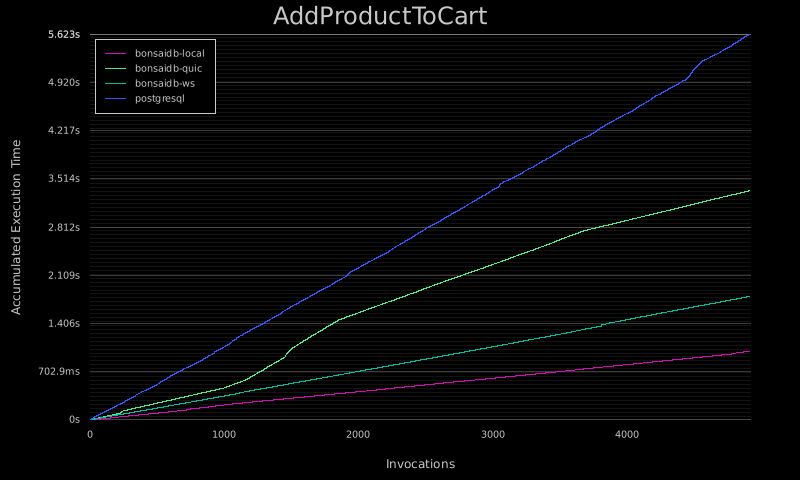 AddProductToCart
5.623s
bonsaidb-local
bonsaidb-quic
bonsaidb-ws
postgresql
4.920s
4.217s
3.514s
2.812s
2.109s
1.406s
702.9ms
0s
Accumulated Execution Time
0 1000 2000 3000 4000
Invocations